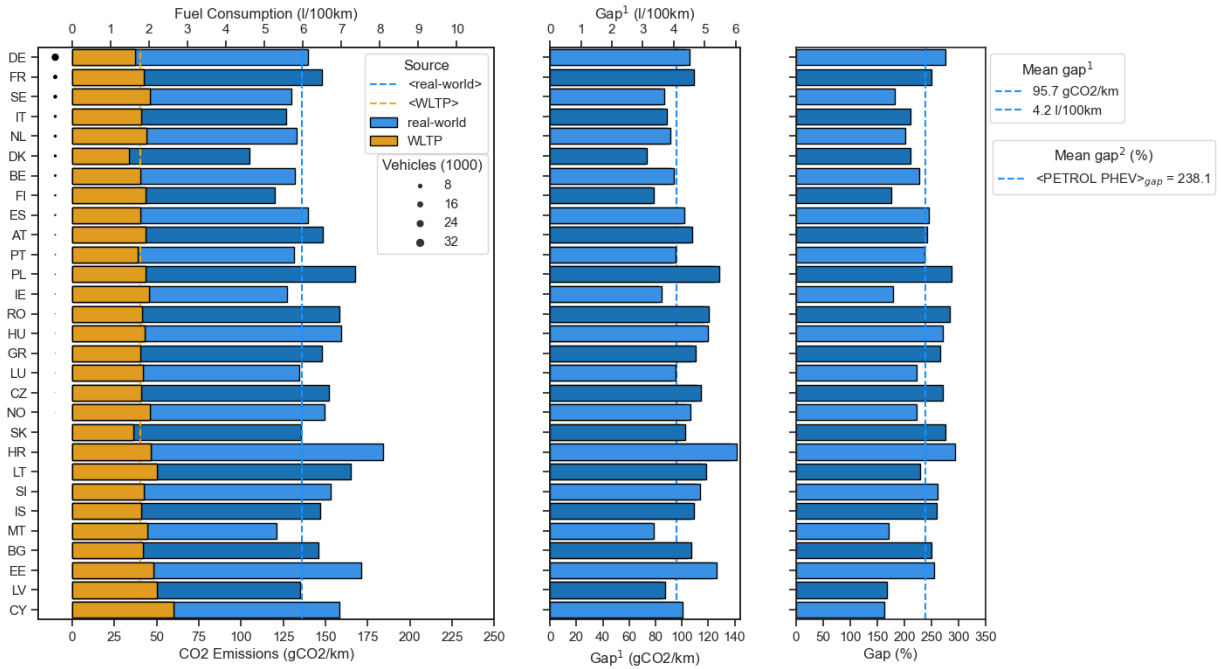 Fuel Consumption (l/100km)
0 1 2 3 4 5 6 7 8 9 10
Gap¹ (l/100km)
0 1 2 3 4 5 6
DE
FR
SE
IT
NL
DK
BE
FI
ES
AT
PT
PL
IE
RO
HU
GR
LU
CZ
NO
SK
HR
LT
SI
IS
MT
BG
EE
LV
CY
Source
<real-world>
<WLTP>
real-world
WLTP
Vehicles (1000)
8
16
24
32
Mean gap¹
95.7 gCO2/km
4.2 l/100km
Mean gap² (%)
<PETROL PHEV>gap = 238.1
0 25 50 75 100 125 150 175 200 225 250
CO2 Emissions (gCO2/km)
0 20 40 60 80 100 120 140
Gap¹ (gCO2/km)
0 50 100 150 200 250 300 350
Gap (%)